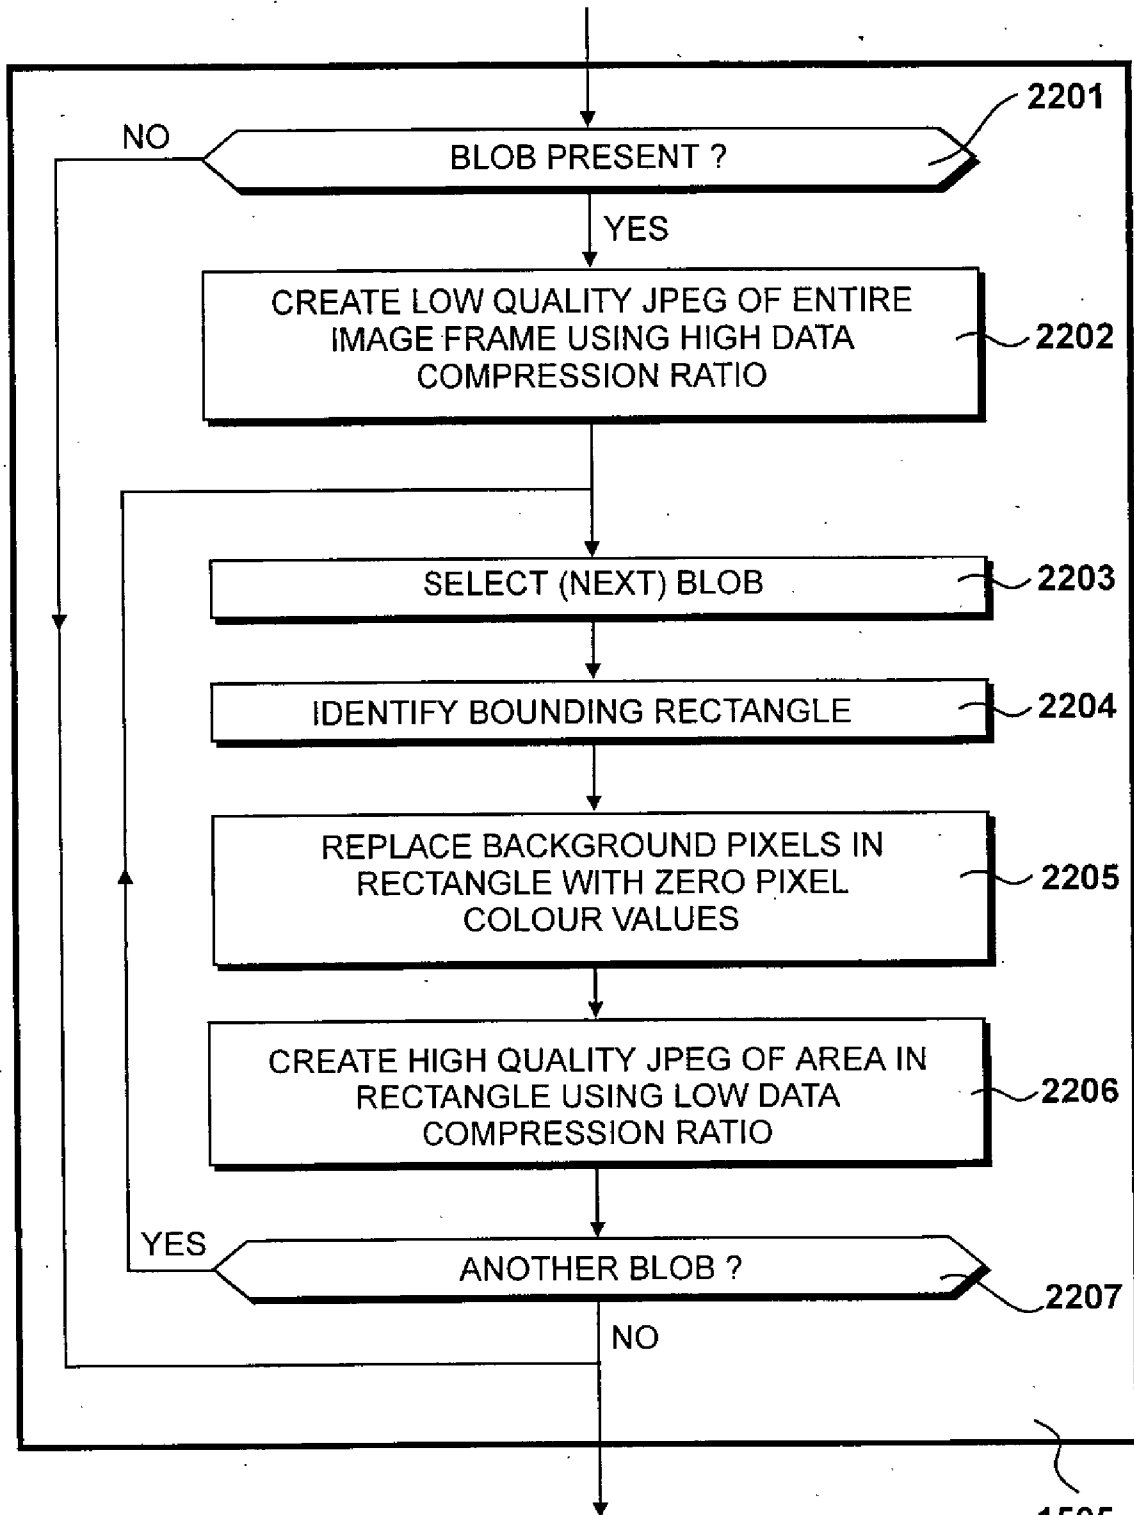 2201
NO
BLOB PRESENT ?
YES
CREATE LOW QUALITY JPEG OF ENTIRE
IMAGE FRAME USING HIGH DATA
COMPRESSION RATIO
2202
SELECT (NEXT) BLOB
2203
IDENTIFY BOUNDING RECTANGLE
2204
REPLACE BACKGROUND PIXELS IN
RECTANGLE WITH ZERO PIXEL
COLOUR VALUES
2205
CREATE HIGH QUALITY JPEG OF AREA IN
RECTANGLE USING LOW DATA
COMPRESSION RATIO
2206
YES
ANOTHER BLOB ?
2207
NO